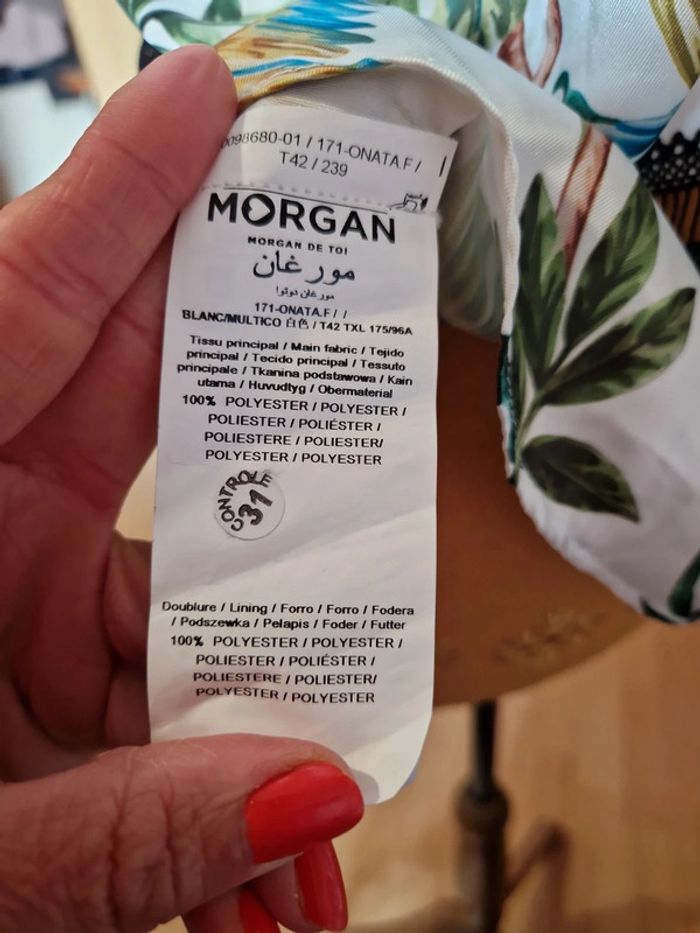 0098680-01 / 171-ONATA.F /
T42 / 239
MORGAN
MORGAN DE TOI
مورغان
مورغان دوتوا
171-ONATA.F / /
BLANC/MULTICO 白色 / T42 TXL 175/96A
Tissu principal / Main fabric / Tejido
principal / Tecido principal / Tessuto
principale / Tkanina podstawowa / Kain
utama / Huvudtyg / Obermaterial
100% POLYESTER / POLYESTER /
POLIESTER / POLIÉSTER /
POLIESTERE / POLIESTER/
POLYESTER / POLYESTER
CONTROLE
31
Doublure / Lining / Forro / Forro / Fodera
/ Podszewka / Pelapis / Foder / Futter
100% POLYESTER / POLYESTER /
POLIESTER / POLIÉSTER /
POLIESTERE / POLIESTER/
POLYESTER / POLYESTER